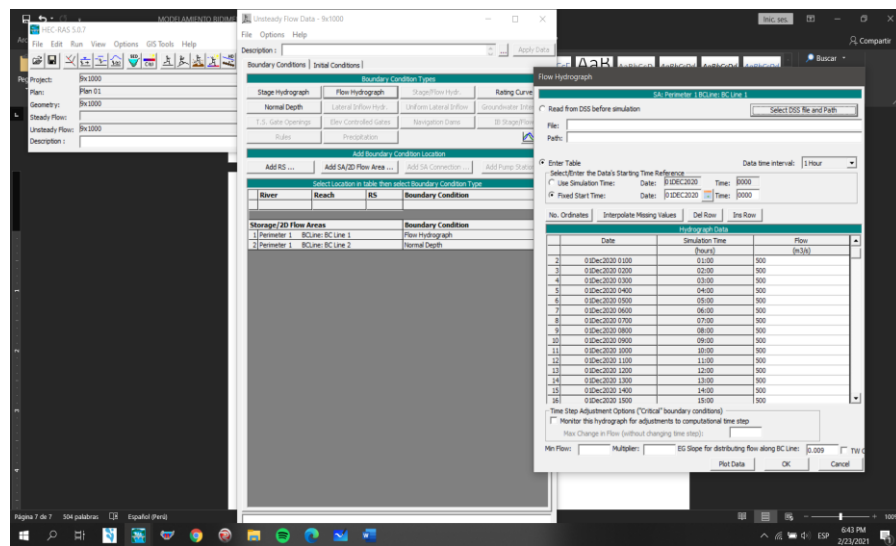 MODELAMIENTO BIDIME
Inic. ses.
Compartir
Buscar
HEC-RAS 5.0.7
File Edit Run View Options GIS Tools Help
Project: 9x1000
Plan: Plan 01
Geometry: 9x1000
Steady Flow:
Unsteady Flow: 9x1000
Description :
Unsteady Flow Data - 9x1000
File Options Help
Description :
Apply Data
Boundary Conditions Initial Conditions
Boundary Condition Types
Stage Hydrograph Flow Hydrograph Stage/Flow Hydr. Rating Curve
Normal Depth Lateral Inflow Hydr. Uniform Lateral Inflow Groundwater Inter
T.S. Gate Openings Elev Controlled Gates Navigation Dams IB Stage/Flow
Rules Precipitation
Add Boundary Condition Location
Add RS ... Add SA/2D Flow Area ... Add SA Connection ... Add Pump Station
Select Location in table then select Boundary Condition Type
River Reach RS Boundary Condition
Storage/2D Flow Areas Boundary Condition
1 Perimeter 1 BCLine: BC Line 1 Flow Hydrograph
2 Perimeter 1 BCLine: BC Line 2 Normal Depth
Flow Hydrograph
SA: Perimeter 1 BCLine: BC Line 1
Read from DSS before simulation Select DSS file and Path
File:
Path:
Enter Table Data time interval: 1 Hour
Select/Enter the Data's Starting Time Reference
Use Simulation Time: Date: 01DEC2020 Time: 0000
Fixed Start Time: Date: 01DEC2020 Time: 0000
No. Ordinates Interpolate Missing Values Del Row Ins Row
Hydrograph Data
Date Simulation Time Flow
(hours) (m3/s)
2 01Dec2020 0100 01:00 500
3 01Dec2020 0200 02:00 500
4 01Dec2020 0300 03:00 500
5 01Dec2020 0400 04:00 500
6 01Dec2020 0500 05:00 500
7 01Dec2020 0600 06:00 500
8 01Dec2020 0700 07:00 500
9 01Dec2020 0800 08:00 500
10 01Dec2020 0900 09:00 500
11 01Dec2020 1000 10:00 500
12 01Dec2020 1100 11:00 500
13 01Dec2020 1200 12:00 500
14 01Dec2020 1300 13:00 500
15 01Dec2020 1400 14:00 500
16 01Dec2020 1500 15:00 500
Time Step Adjustment Options ("Critical" boundary conditions)
Monitor this hydrograph for adjustments to computational time step
Max Change in Flow (without changing time step):
Min Flow: Multiplier: EG Slope for distributing flow along BC Line: 0.009 TW C
Plot Data OK Cancel
Página 7 de 7 504 palabras Español (Perú)
100%
ESP
6:43 PM
2/23/2021